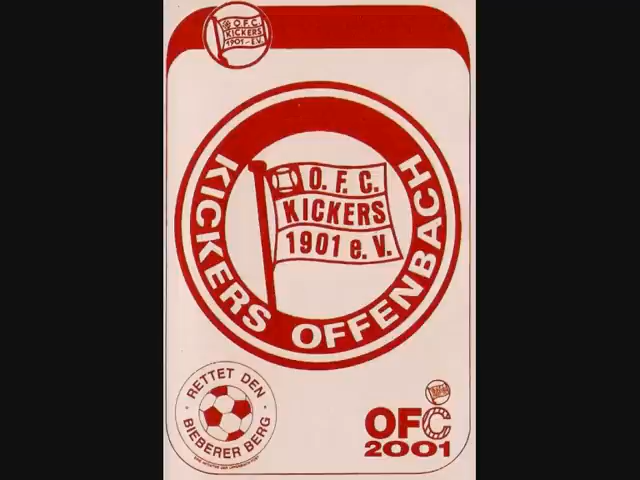 O.F.C.
KICKERS
1901 - E.V.
KICKERS OFFENBACH
O. F. C.
KICKERS
1901 e. V.
· RETTET DEN ·
BIEBERER BERG
OFC
2001